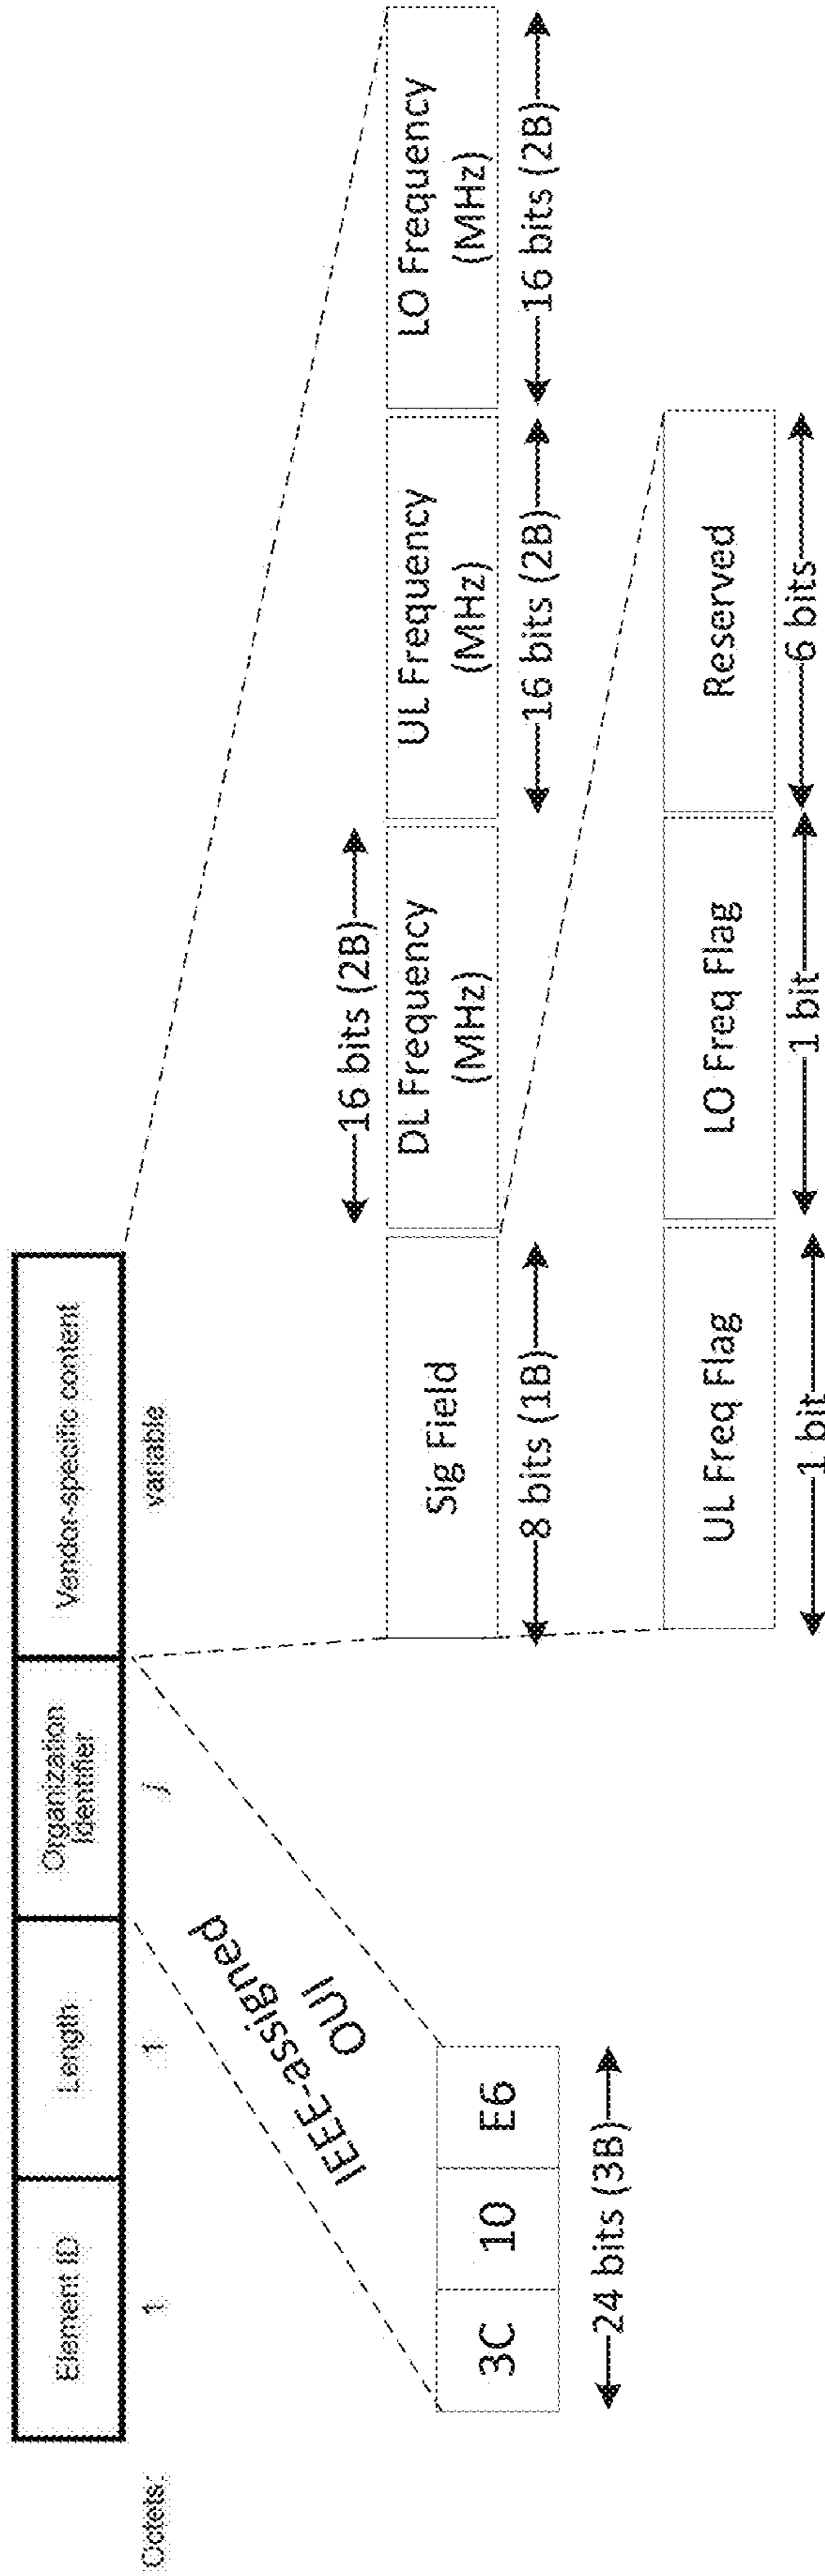 Element ID
Length
Organization
Identifier
Vendor-specific content
Octets:
1
1
j
variable
IEEE-assigned
OUI
3C
10
E6
24 bits (3B)
16 bits (2B)
Sig Field
DL Frequency
(MHz)
UL Frequency
(MHz)
LO Frequency
(MHz)
8 bits (1B)
16 bits (2B)
16 bits (2B)
UL Freq Flag
LO Freq Flag
Reserved
1 bit
1 bit
6 bits